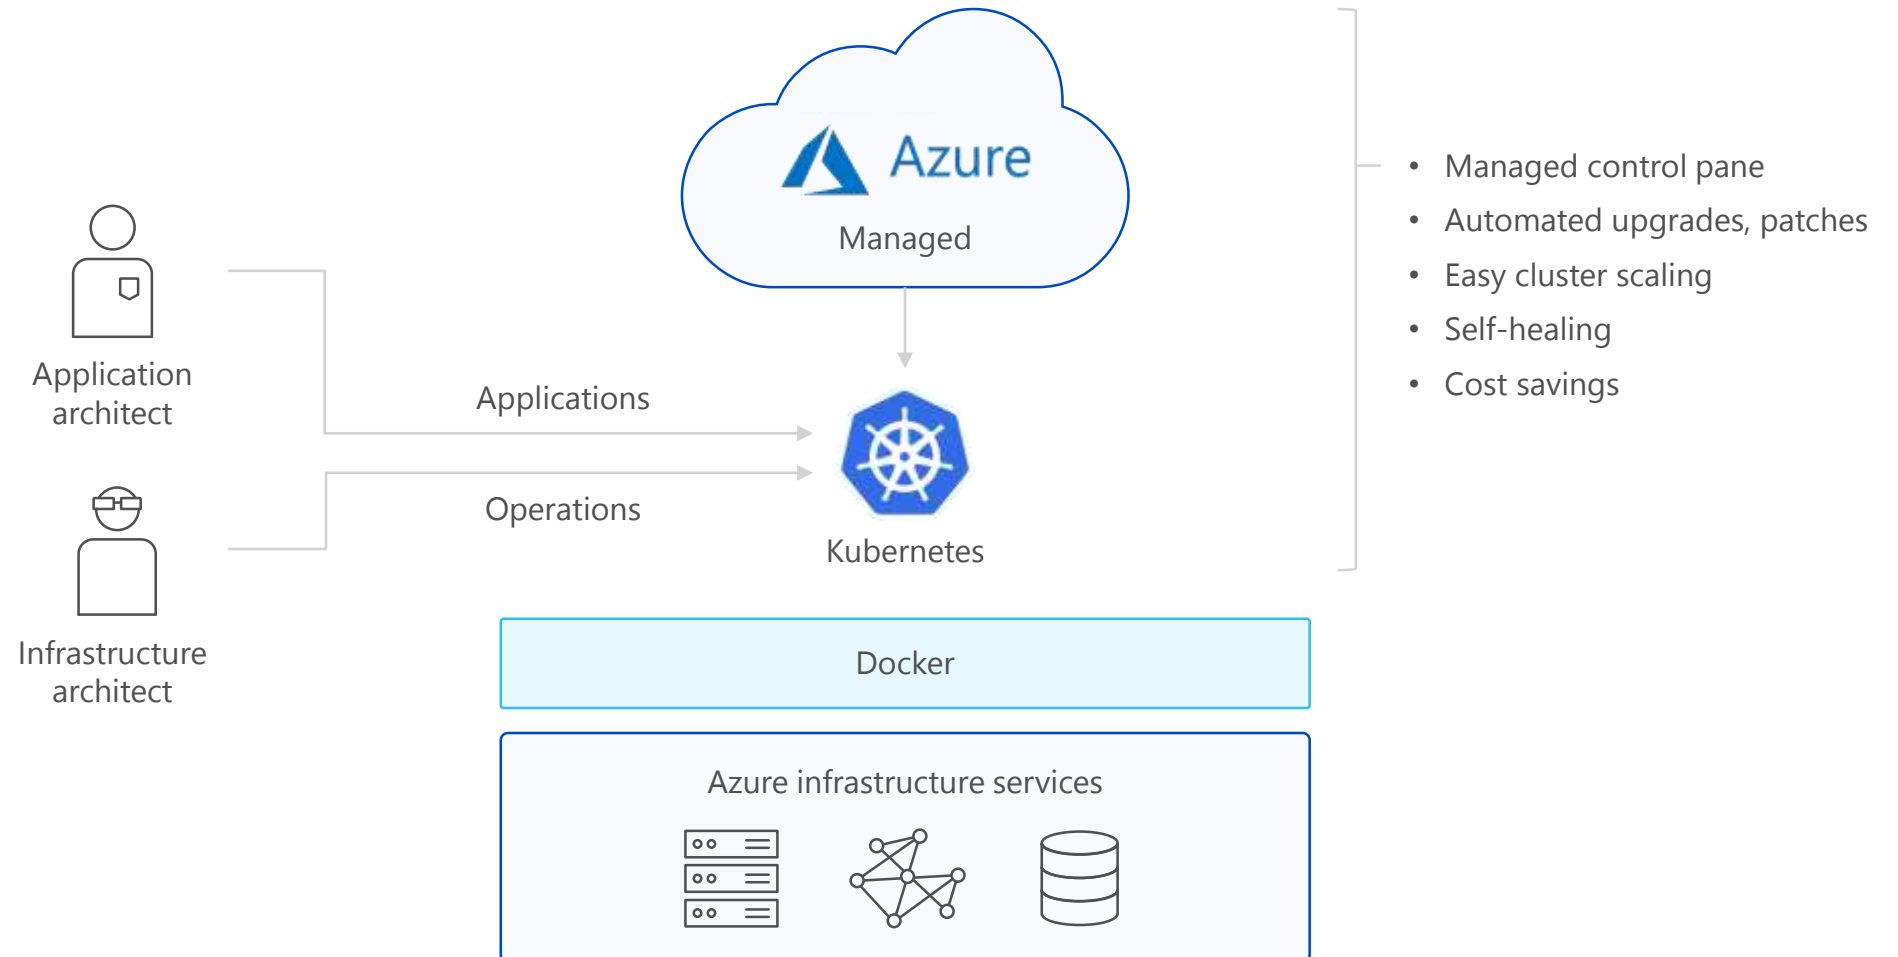 Azure
Managed
• Managed control pane
• Automated upgrades, patches
• Easy cluster scaling
• Self-healing
• Cost savings
Application
architect
Applications
Operations
Kubernetes
Infrastructure
architect
Docker
Azure infrastructure services